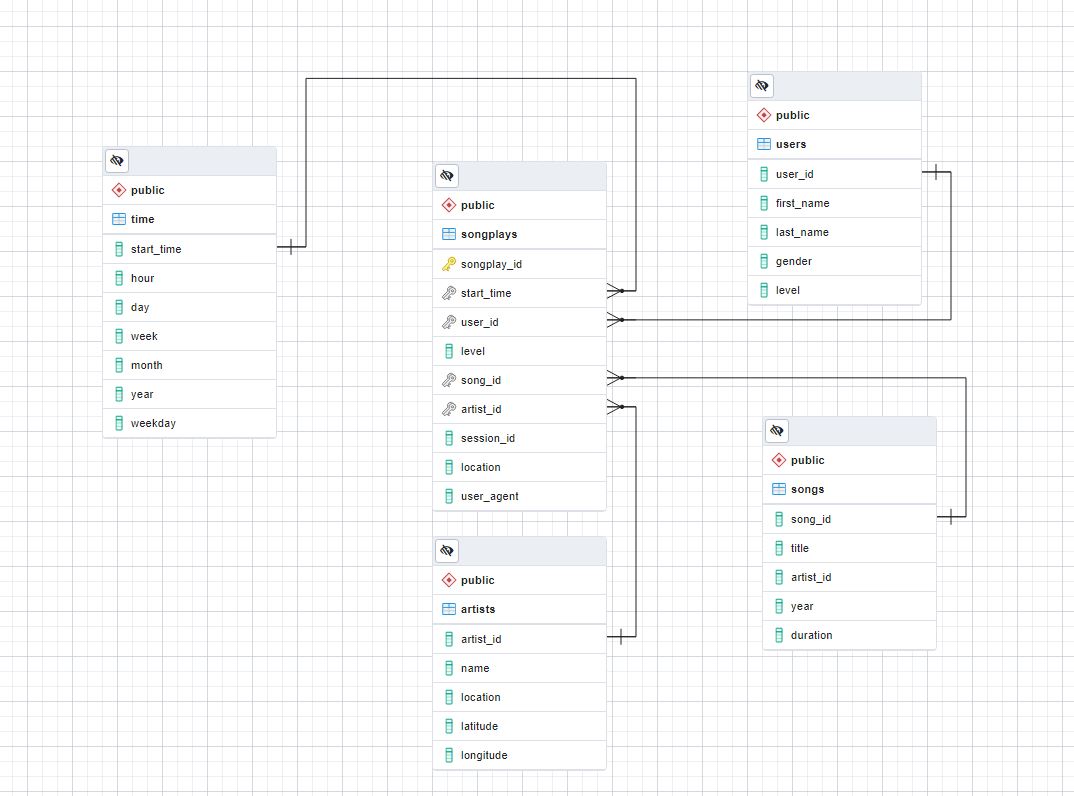 public
time
start_time
hour
day
week
month
year
weekday
public
songplays
songplay_id
start_time
user_id
level
song_id
artist_id
session_id
location
user_agent
public
artists
artist_id
name
location
latitude
longitude
public
users
user_id
first_name
last_name
gender
level
public
songs
song_id
title
artist_id
year
duration